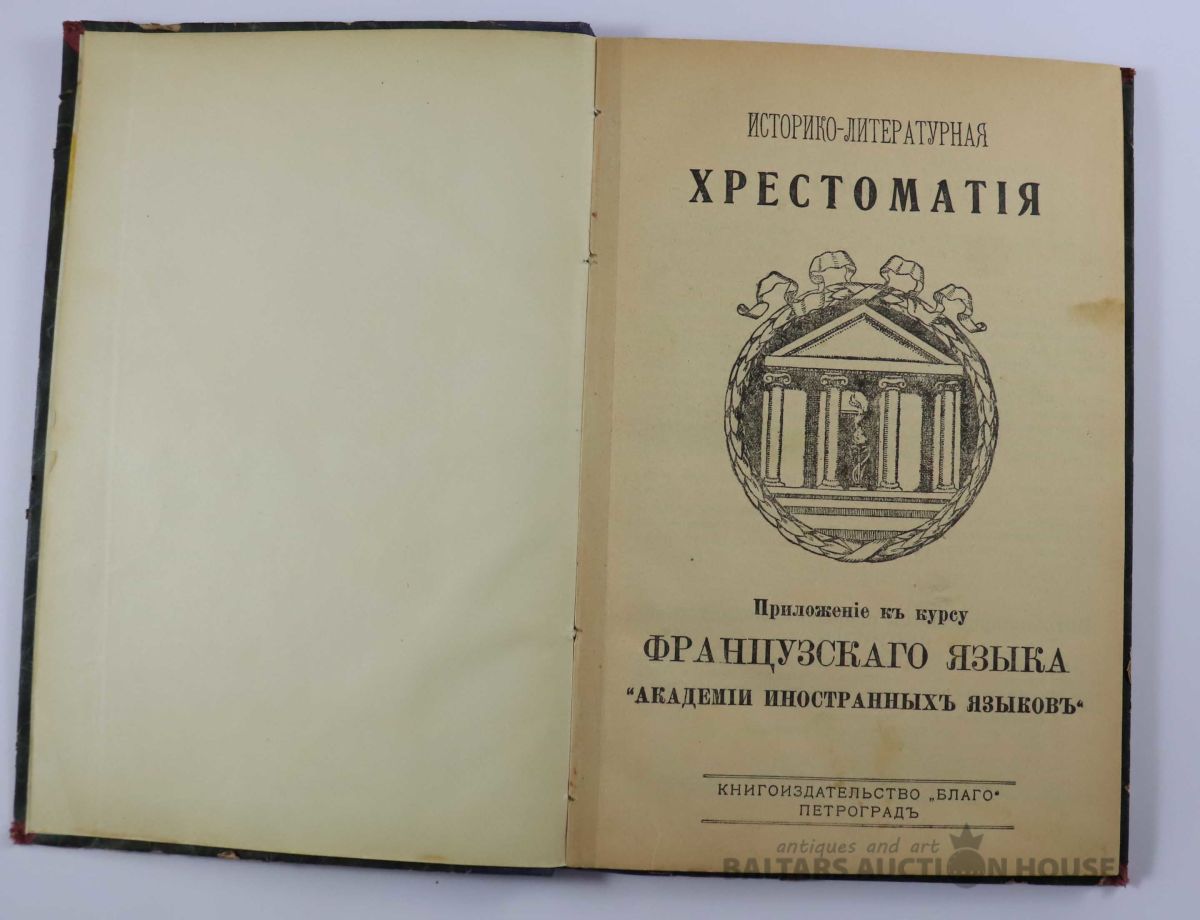 ИСТОРИКО-ЛИТЕРАТУРНАЯ
ХРЕСТОМАТІЯ
Приложеніе къ курсу
ФРАНЦУЗСКАГО ЯЗЫКА
"АКАДЕМІИ ИНОСТРАННЫХЪ ЯЗЫКОВЪ"
КНИГОИЗДАТЕЛЬСТВО „БЛАГО"
ПЕТРОГРАДЪ
antiques and art
BALTARS AUCTION HOUSE